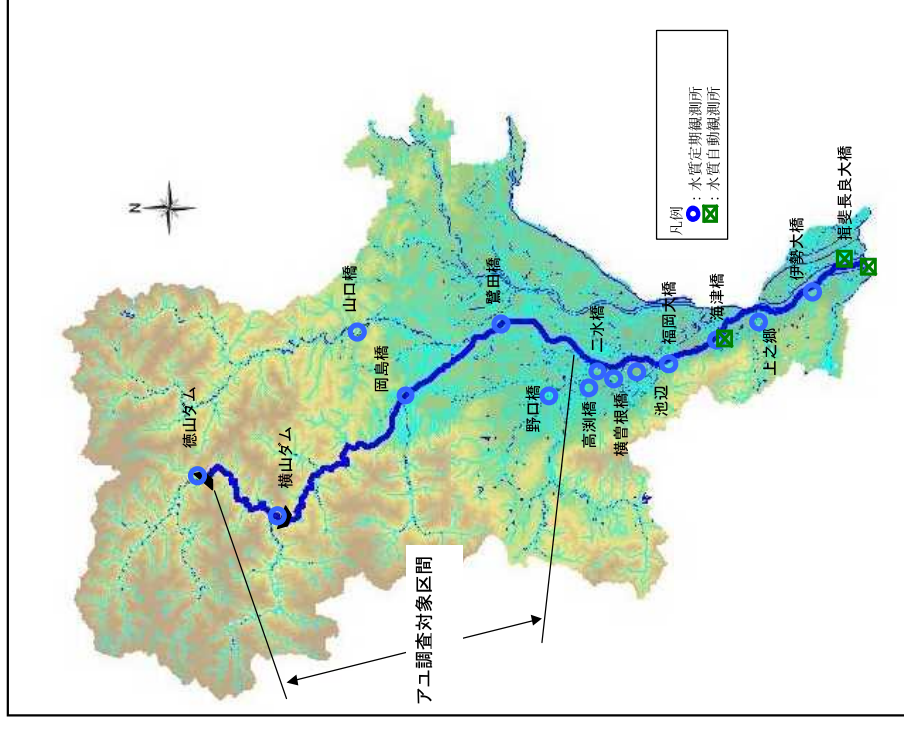 N
徳山ダム
横山ダム
山口橋
岡島橋
鷺田橋
野口橋
二水橋
高渕橋
横曽根橋
池辺
福岡大橋
海津橋
上之郷
伊勢大橋
揖斐長良大橋
アユ調査対象区間
凡例
：水質定期観測所
：水質自動観測所